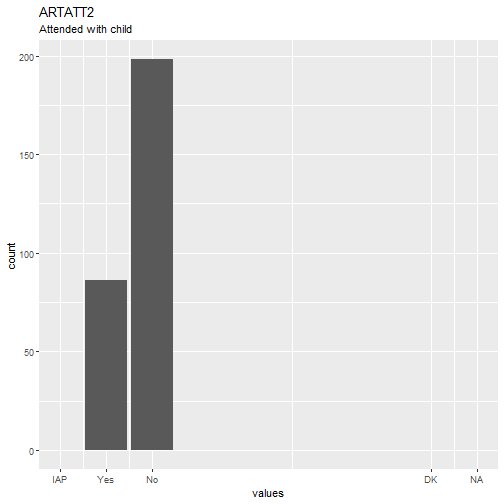 ARTATT2
Attended with child
count
200
150
100
50
0
IAP Yes No DK NA
values